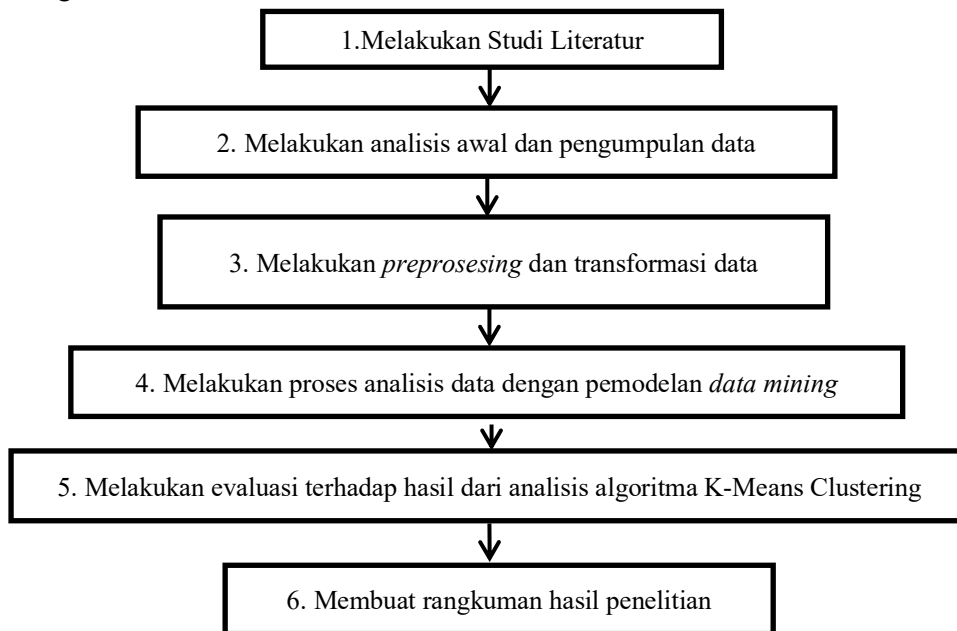 1.Melakukan Studi Literatur
2. Melakukan analisis awal dan pengumpulan data
3. Melakukan preprosesing dan transformasi data
4. Melakukan proses analisis data dengan pemodelan data mining
5. Melakukan evaluasi terhadap hasil dari analisis algoritma K-Means Clustering
6. Membuat rangkuman hasil penelitian